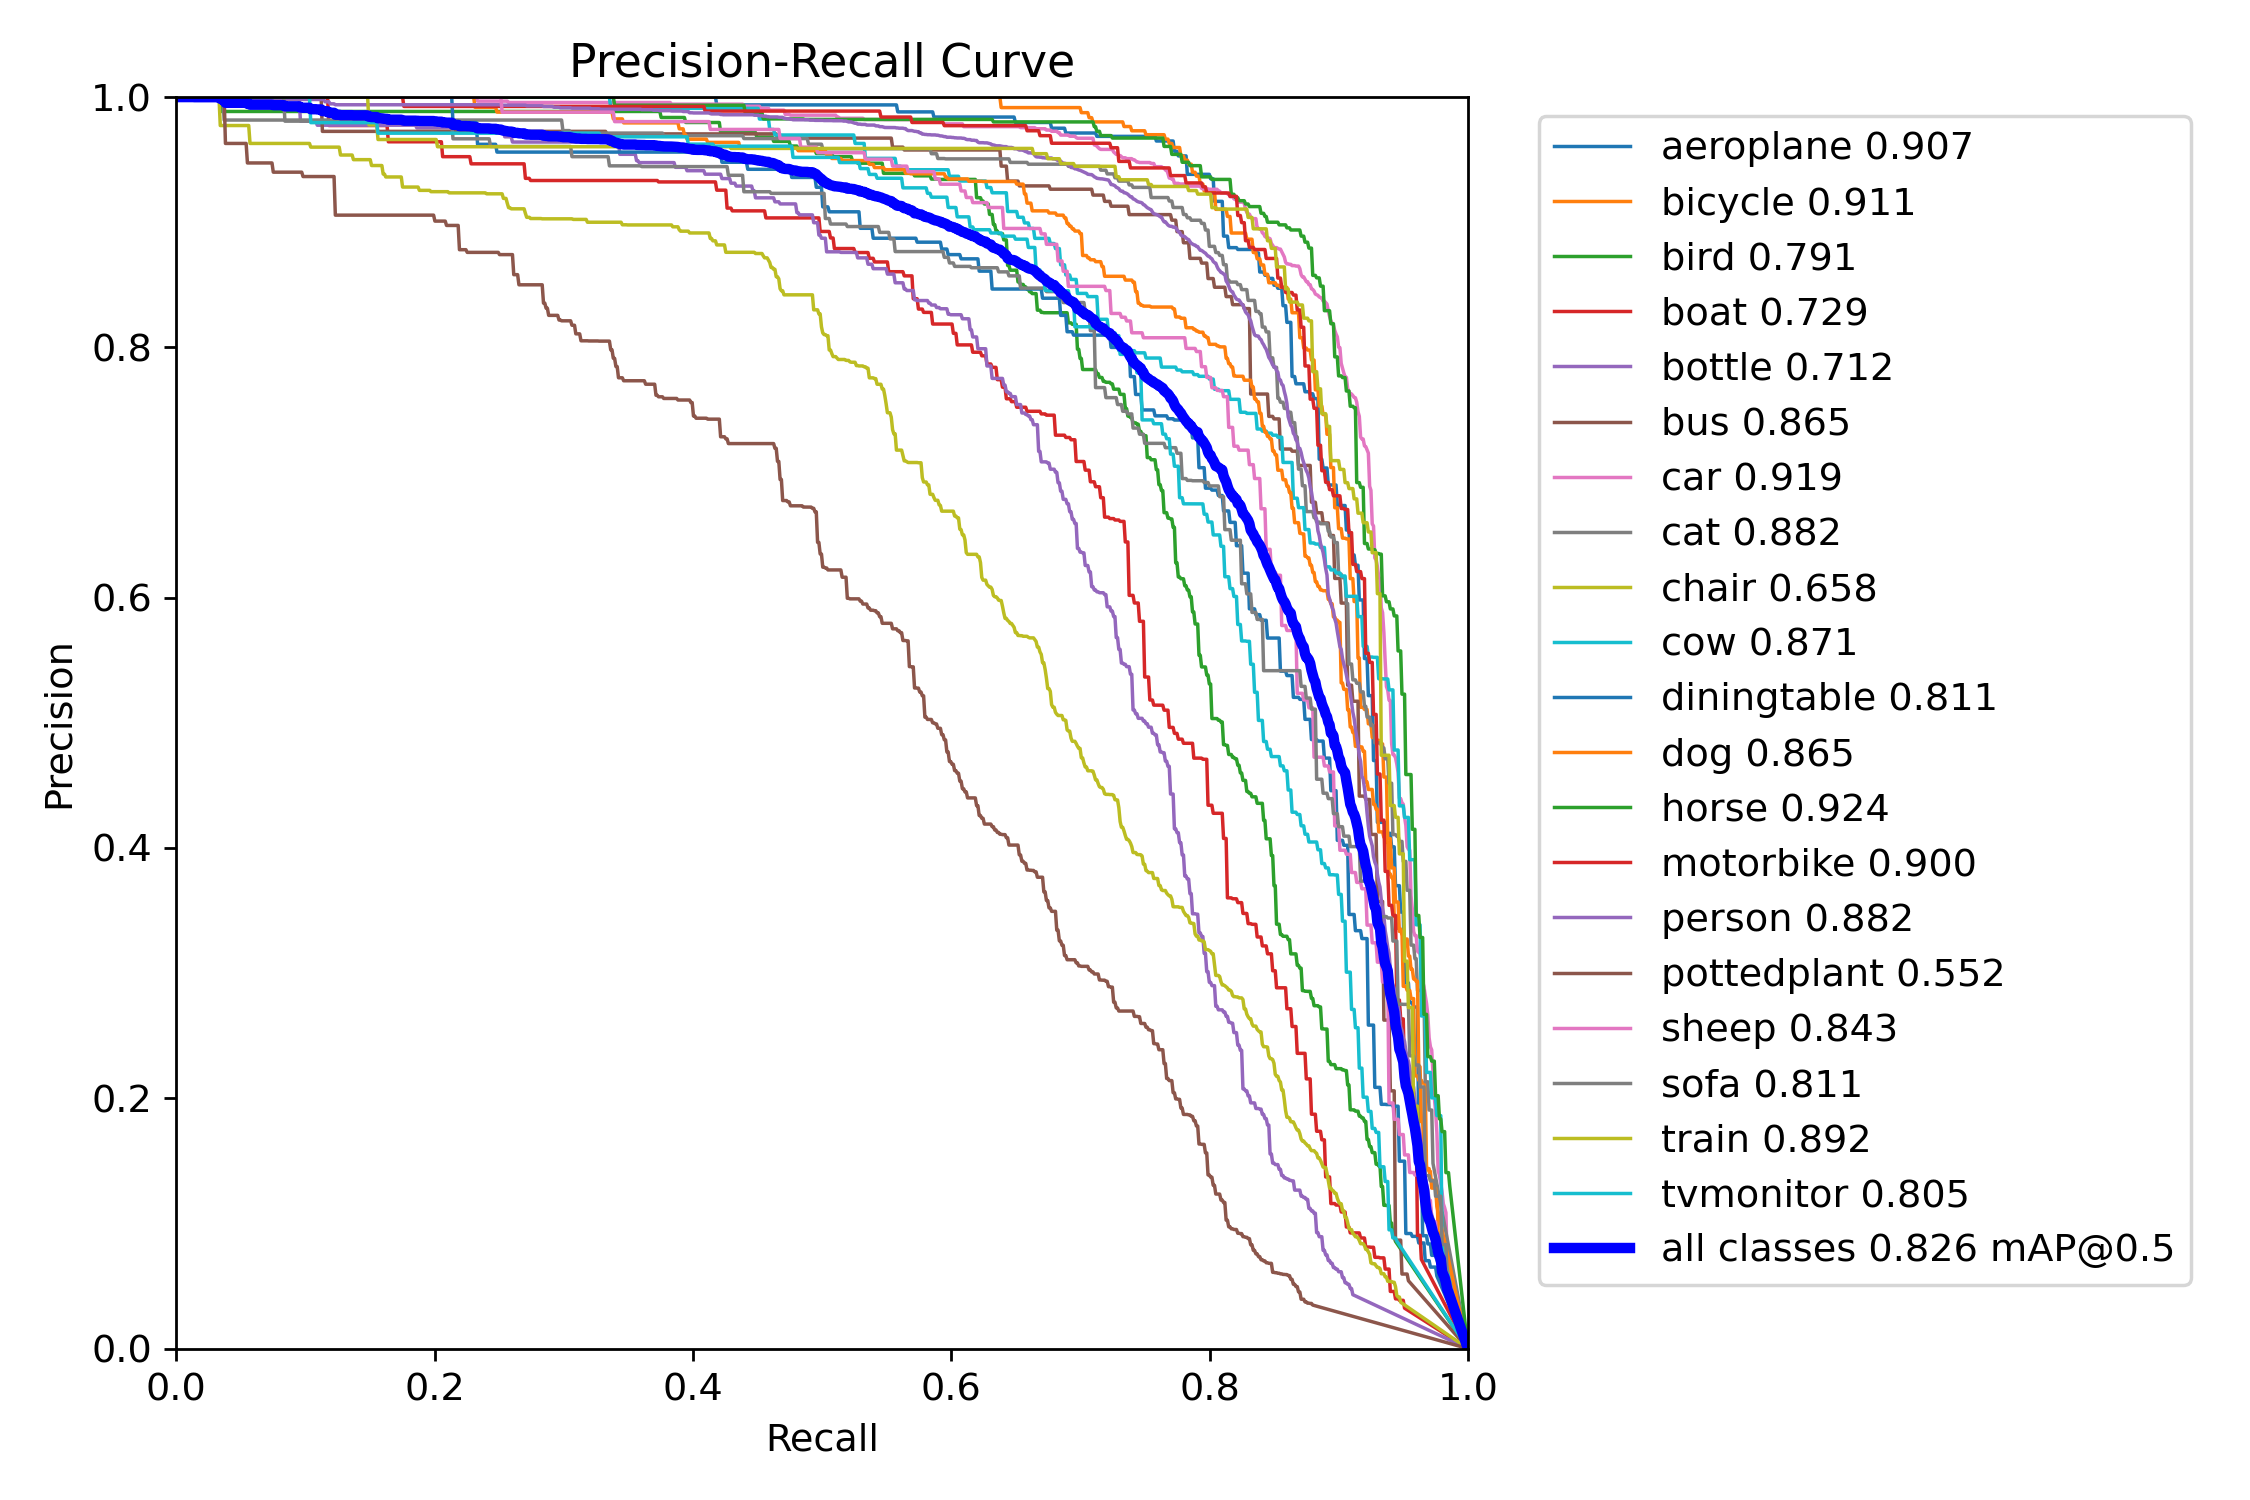 Precision-Recall Curve
1.0
0.8
0.6
0.4
0.2
0.0
Precision
0.0 0.2 0.4 0.6 0.8 1.0
Recall
aeroplane 0.907
bicycle 0.911
bird 0.791
boat 0.729
bottle 0.712
bus 0.865
car 0.919
cat 0.882
chair 0.658
cow 0.871
diningtable 0.811
dog 0.865
horse 0.924
motorbike 0.900
person 0.882
pottedplant 0.552
sheep 0.843
sofa 0.811
train 0.892
tvmonitor 0.805
all classes 0.826 mAP@0.5